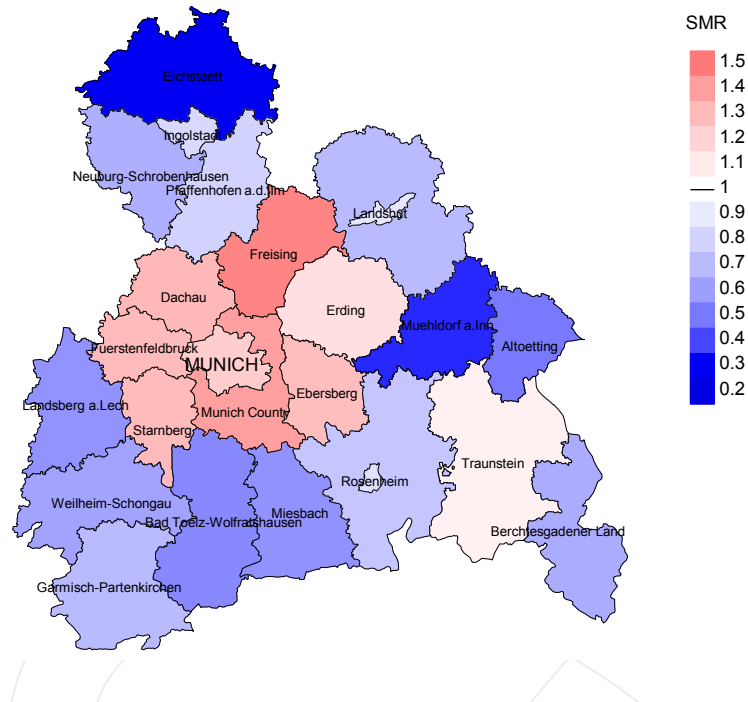 SMR
1.5
1.4
1.3
1.2
1.1
1
0.9
0.8
0.7
0.6
0.5
0.4
0.3
0.2
Eichstaett
Ingolstadt
Neuburg-Schrobenhausen
Pfaffenhofen a.d.Ilm
Landshut
Freising
Dachau
Erding
Muehldorf a.Inn
Altoetting
Fuerstenfeldbruck
MUNICH
Ebersberg
Landsberg a.Lech
Munich County
Starnberg
Traunstein
Rosenheim
Weilheim-Schongau
Bad Toelz-Wolfratshausen
Miesbach
Berchtesgadener Land
Garmisch-Partenkirchen